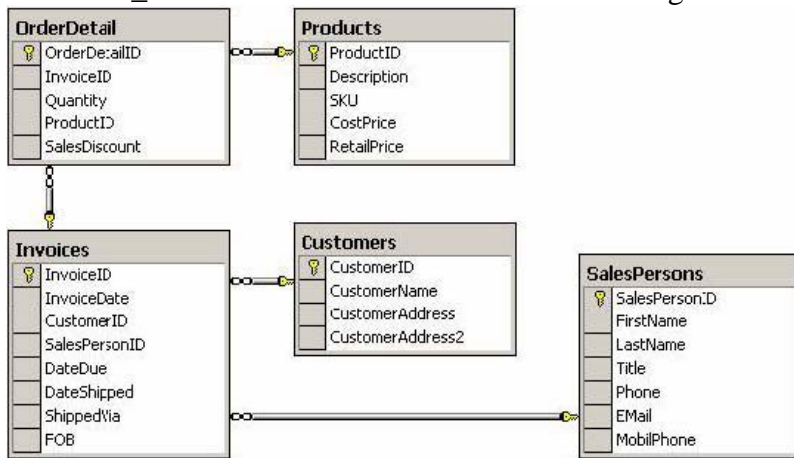 OrderDetail
OrderDetailID
InvoiceID
Quantity
ProductID
SalesDiscount
Products
ProductID
Description
SKU
CostPrice
RetailPrice
Invoices
InvoiceID
InvoiceDate
CustomerID
SalesPersonID
DateDue
DateShipped
ShippedVia
FOB
Customers
CustomerID
CustomerName
CustomerAddress
CustomerAddress2
SalesPersons
SalesPersonID
FirstName
LastName
Title
Phone
EMail
MobilPhone